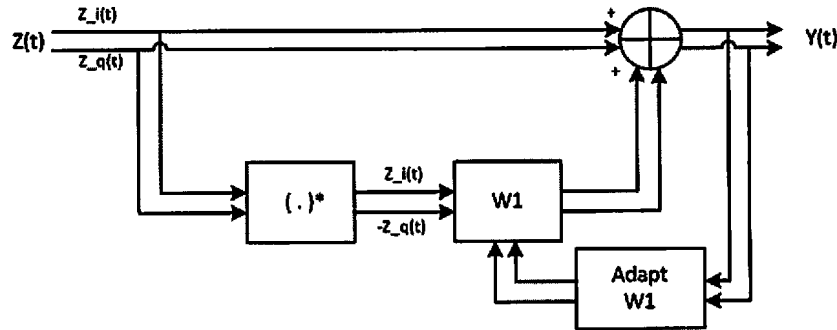 Z_i(t)
Z(t)
Z_q(t)
+
+
Y(t)
( . )*
Z_i(t)
-Z_q(t)
W1
Adapt
W1